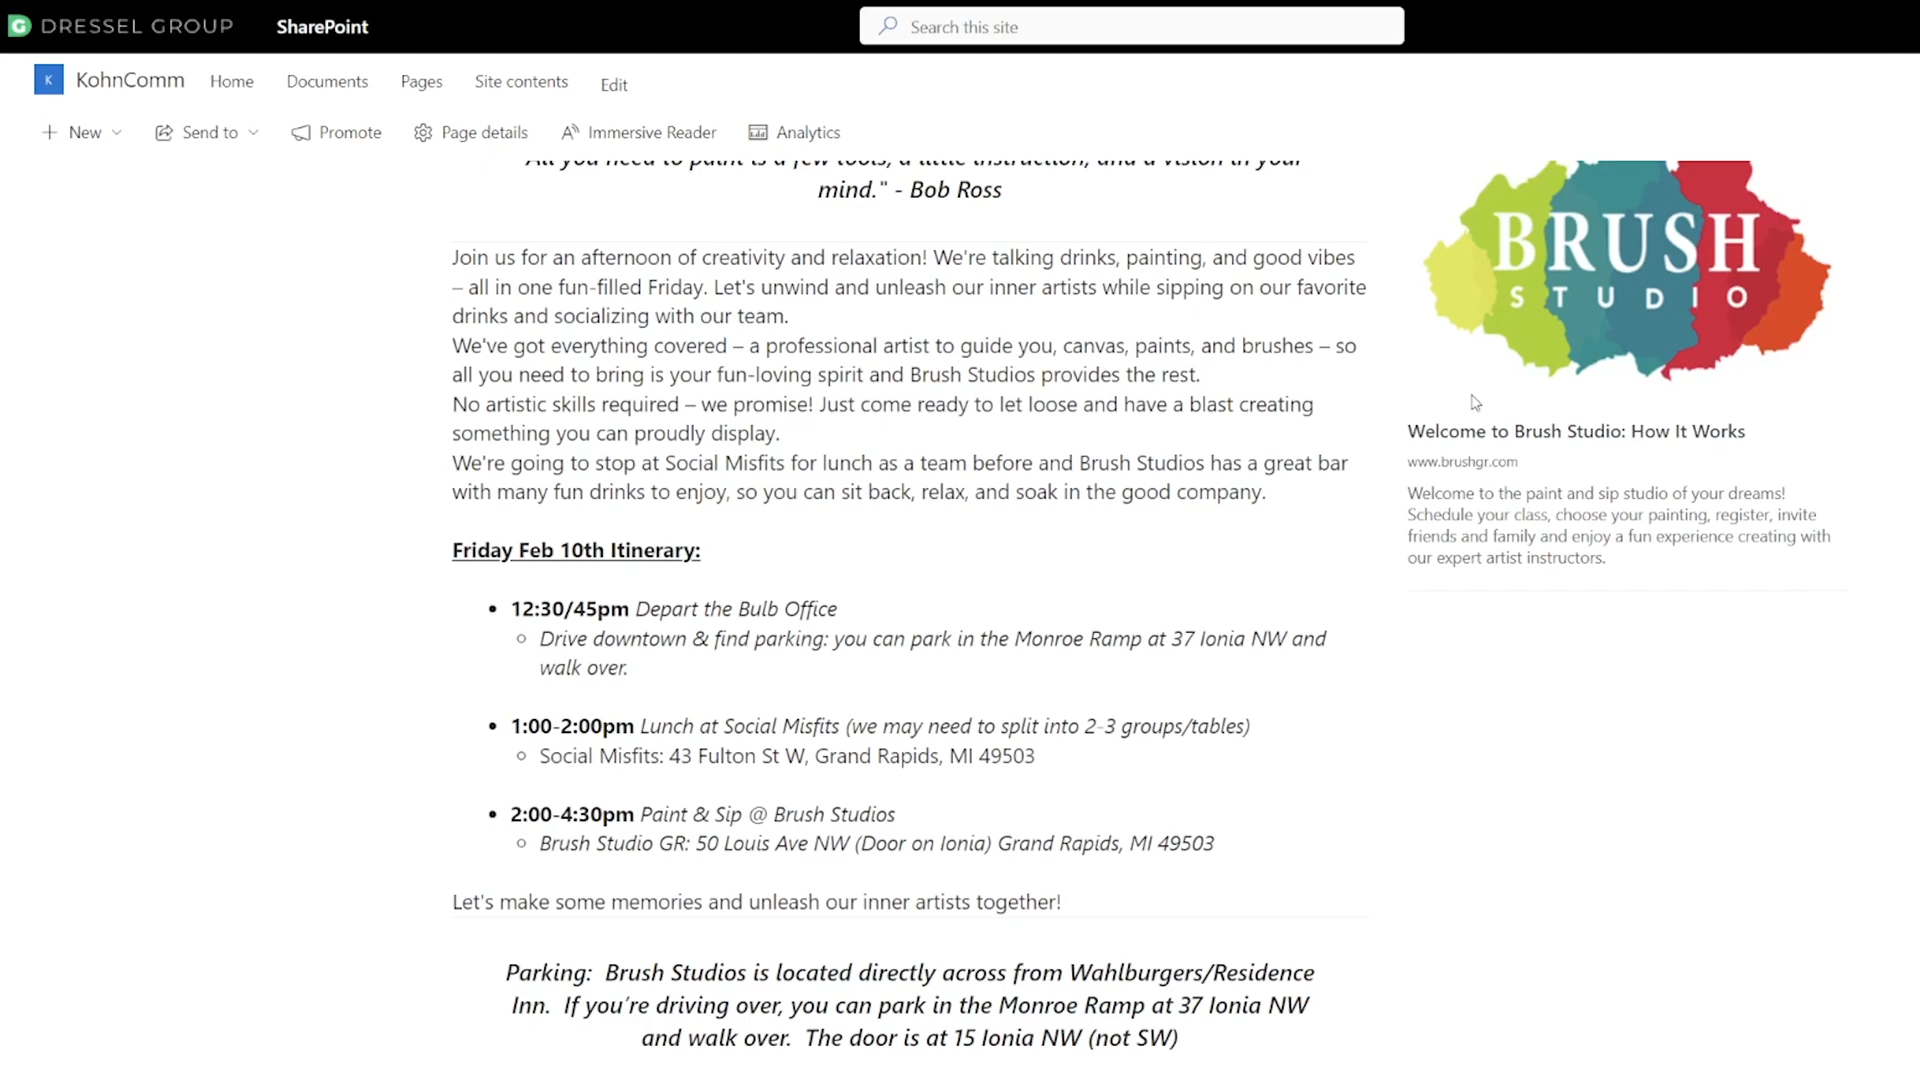 DRESSEL GROUP SharePoint Search this site
K KohnComm Home Documents Pages Site contents Edit
New Send to Promote Page details Immersive Reader Analytics
"All you need to paint is a few tools, a little instruction, and a vision in your
mind." - Bob Ross
Join us for an afternoon of creativity and relaxation! We're talking drinks, painting, and good vibes
– all in one fun-filled Friday. Let's unwind and unleash our inner artists while sipping on our favorite
drinks and socializing with our team.
We've got everything covered – a professional artist to guide you, canvas, paints, and brushes – so
all you need to bring is your fun-loving spirit and Brush Studios provides the rest.
No artistic skills required – we promise! Just come ready to let loose and have a blast creating
something you can proudly display.
We're going to stop at Social Misfits for lunch as a team before and Brush Studios has a great bar
with many fun drinks to enjoy, so you can sit back, relax, and soak in the good company.
Friday Feb 10th Itinerary:
• 12:30/45pm Depart the Bulb Office
○ Drive downtown & find parking: you can park in the Monroe Ramp at 37 Ionia NW and
walk over.
• 1:00-2:00pm Lunch at Social Misfits (we may need to split into 2-3 groups/tables)
○ Social Misfits: 43 Fulton St W, Grand Rapids, MI 49503
• 2:00-4:30pm Paint & Sip @ Brush Studios
○ Brush Studio GR: 50 Louis Ave NW (Door on Ionia) Grand Rapids, MI 49503
Let's make some memories and unleash our inner artists together!
Parking: Brush Studios is located directly across from Wahlburgers/Residence
Inn. If you're driving over, you can park in the Monroe Ramp at 37 Ionia NW
and walk over. The door is at 15 Ionia NW (not SW)
BRUSH
STUDIO
Welcome to Brush Studio: How It Works
www.brushgr.com
Welcome to the paint and sip studio of your dreams!
Schedule your class, choose your painting, register, invite
friends and family and enjoy a fun experience creating with
our expert artist instructors.